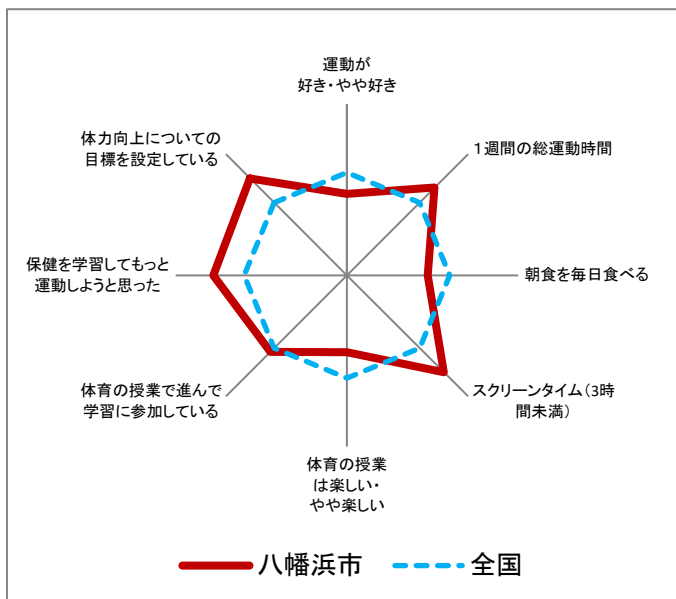 運動が
好き・やや好き
1週間の総運動時間
朝食を毎日食べる
スクリーンタイム(3時
間未満)
体育の授業
は楽しい・
やや楽しい
体育の授業で進んで
学習に参加している
保健を学習してもっと
運動しようと思った
体力向上についての
目標を設定している
八幡浜市
全国